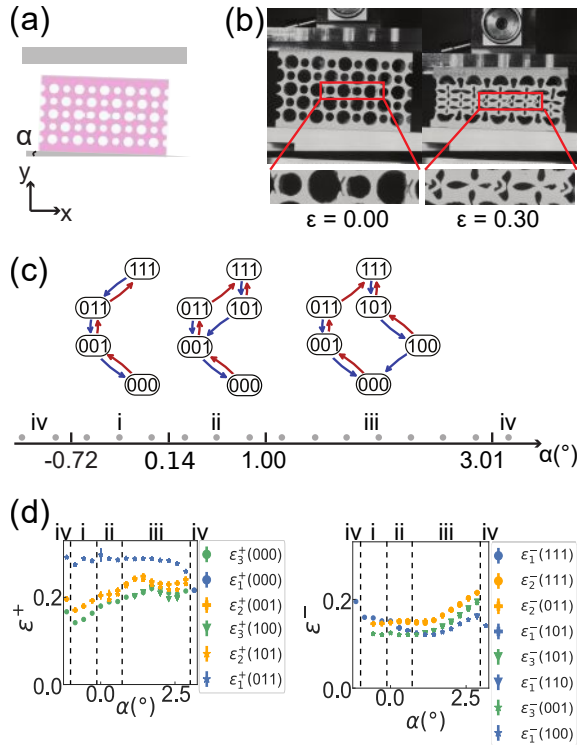 (a)
α
y
x
(b)
ε = 0.00
ε = 0.30
(c)
111
011
001
000
111
011
101
001
000
111
011
101
001
100
000
iv
i
ii
iii
iv
-0.72
0.14
1.00
3.01
α(°)
(d)
iv i ii iii iv
ε⁺
0.2
0.0
0.0
2.5
α(°)
ε₃⁺(000)
ε₁⁺(000)
ε₂⁺(001)
ε₃⁺(100)
ε₂⁺(101)
ε₁⁺(011)
iv i ii iii iv
ε⁻
0.2
0.0
0.0
2.5
α(°)
ε₁⁻(111)
ε₂⁻(111)
ε₂⁻(011)
ε₁⁻(101)
ε₃⁻(101)
ε₁⁻(110)
ε₃⁻(001)
ε₁⁻(100)